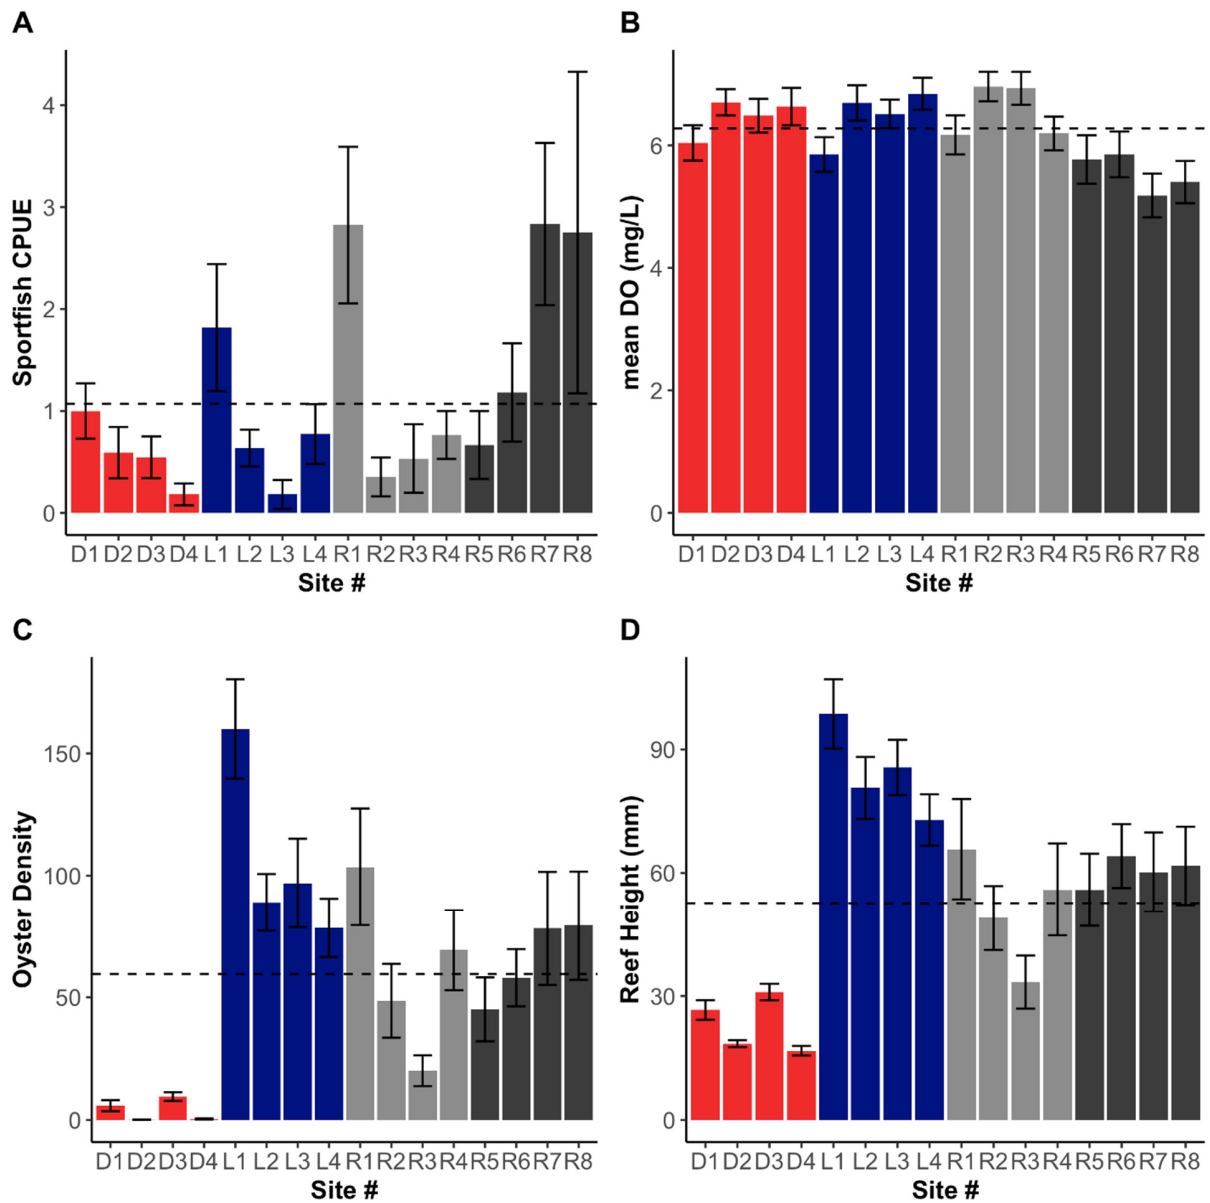 A
Sportfish CPUE
4
3
2
1
0
D1 D2 D3 D4 L1 L2 L3 L4 R1 R2 R3 R4 R5 R6 R7 R8
Site #
B
mean DO (mg/L)
6
4
2
0
D1 D2 D3 D4 L1 L2 L3 L4 R1 R2 R3 R4 R5 R6 R7 R8
Site #
C
Oyster Density
150
100
50
0
D1 D2 D3 D4 L1 L2 L3 L4 R1 R2 R3 R4 R5 R6 R7 R8
Site #
D
Reef Height (mm)
90
60
30
0
D1 D2 D3 D4 L1 L2 L3 L4 R1 R2 R3 R4 R5 R6 R7 R8
Site #